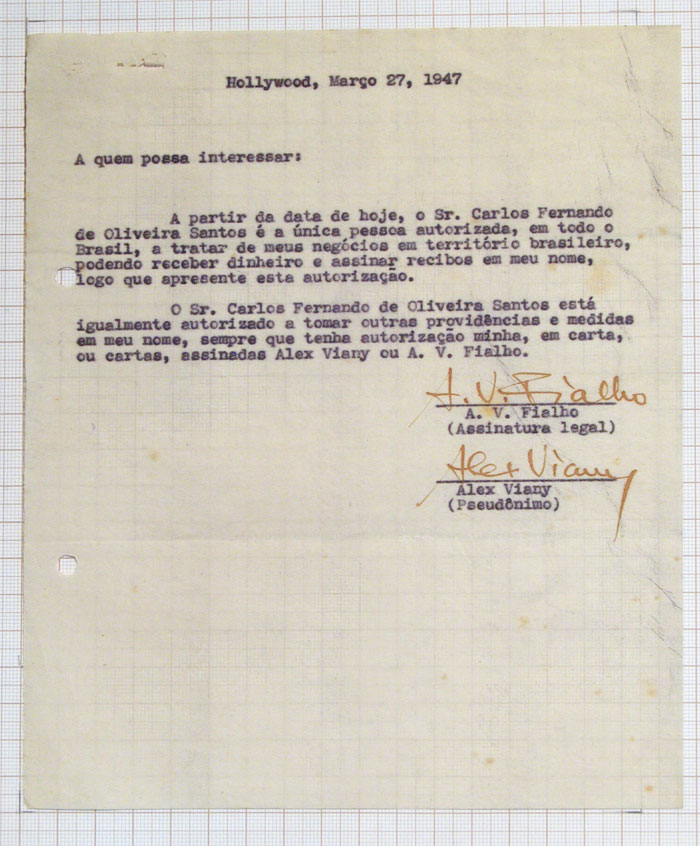 Hollywood, Março 27, 1947
A quem possa interessar:
A partir da data de hoje, o Sr. Carlos Fernando
de Oliveira Santos é a única pessoa autorizada, em todo o
Brasil, a tratar de meus negócios em território brasileiro,
podendo receber dinheiro e assinar recibos em meu nome,
logo que apresente esta autorização.
O Sr. Carlos Fernando de Oliveira Santos está
igualmente autorizado a tomar outras providências e medidas
em meu nome, sempre que tenha autorização minha, em carta,
ou cartas, assinadas Alex Viany ou A. V. Fialho.
A. V. Fialho
A. V. Fialho
(Assinatura legal)
Alex Viany
Alex Viany
(Pseudônimo)